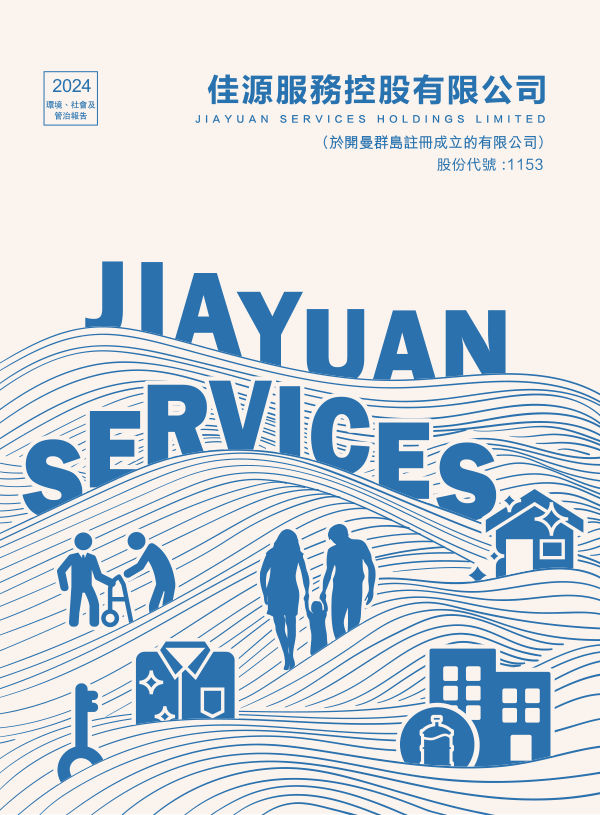 2024
環境、社會及
管治報告
佳源服務控股有限公司
JIAYUAN SERVICES HOLDINGS LIMITED
（於開曼群島註冊成立的有限公司）
股份代號 :1153
JIAYUAN
SERVICES